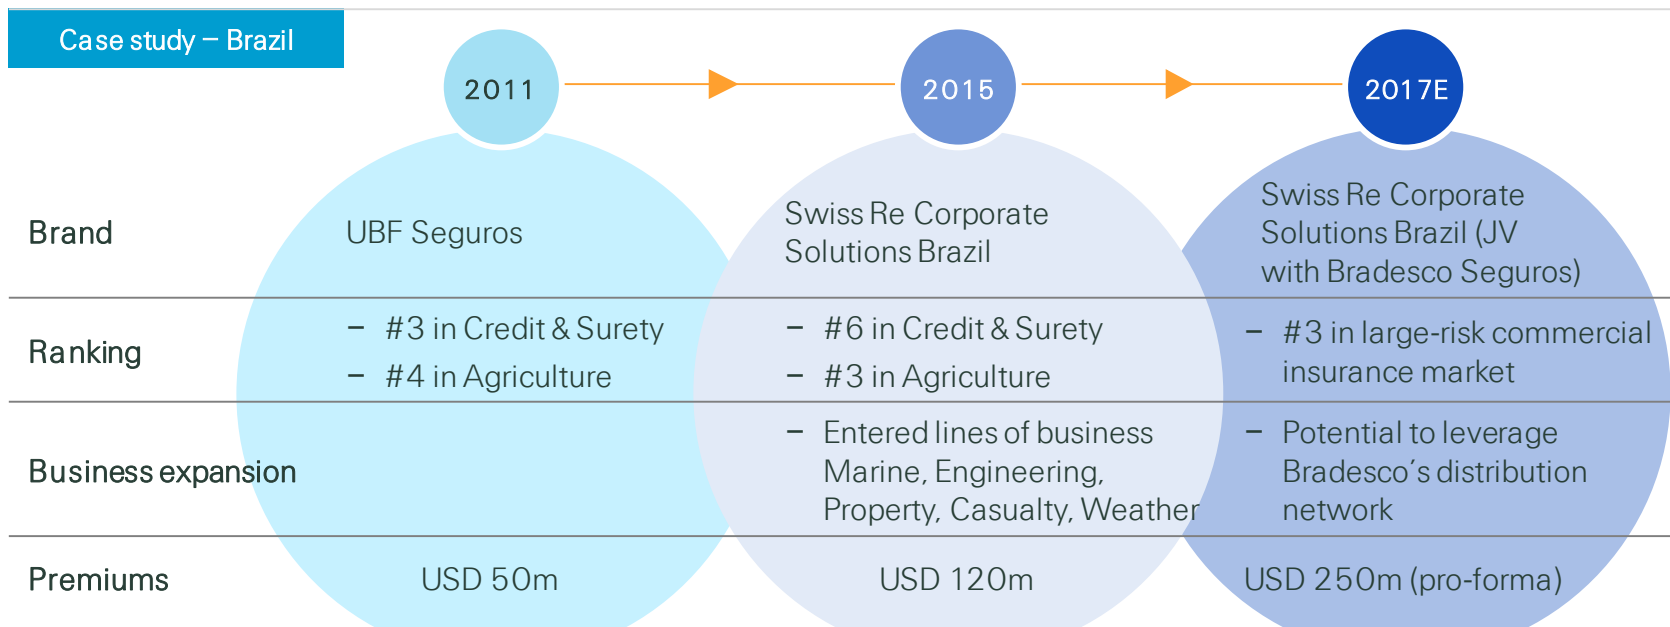 Case study – Brazil
2011
2015
2017E
Brand
UBF Seguros
Swiss Re Corporate
Solutions Brazil
Swiss Re Corporate
Solutions Brazil (JV
with Bradesco Seguros)
Ranking
– #3 in Credit & Surety
– #4 in Agriculture
– #6 in Credit & Surety
– #3 in Agriculture
– #3 in large-risk commercial
insurance market
Business expansion
– Entered lines of business
Marine, Engineering,
Property, Casualty, Weather
– Potential to leverage
Bradesco´s distribution
network
Premiums
USD 50m
USD 120m
USD 250m (pro-forma)